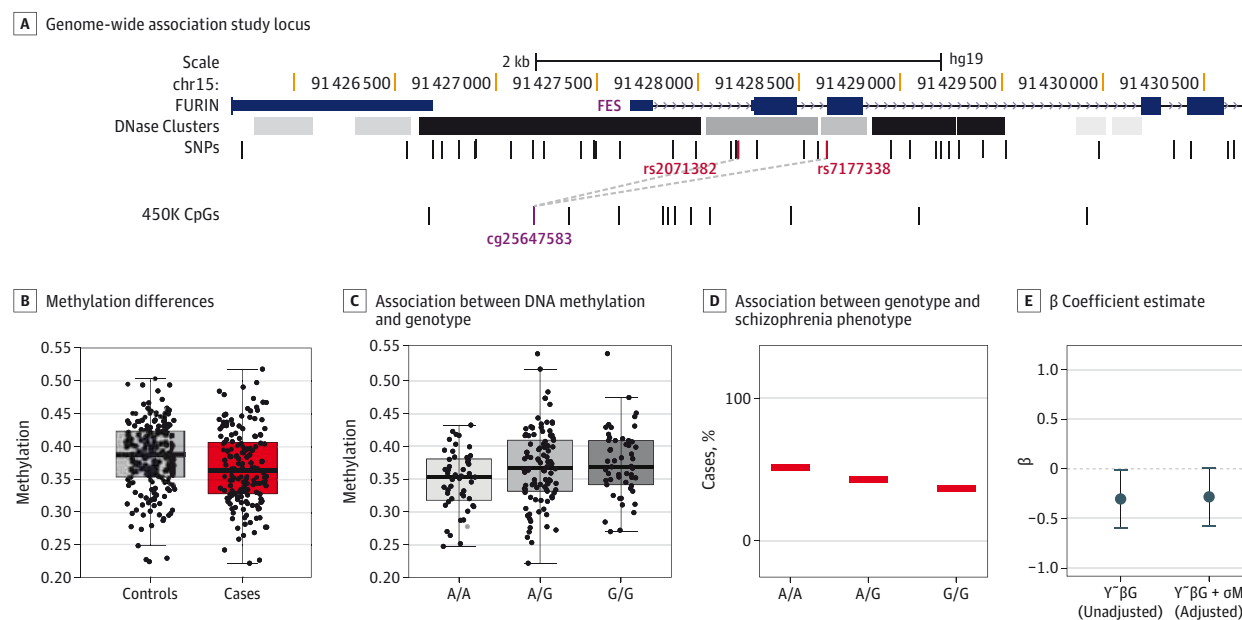 A Genome-wide association study locus
Scale 2 kb hg19
chr15: 91 426 500 91 427 000 91 427 500 91 428 000 91 428 500 91 429 000 91 429 500 91 430 000 91 430 500
FURIN FES
DNase Clusters
SNPs
rs2071382 rs7177338
450K CpGs
cg25647583
B Methylation differences
Methylation
0.55
0.50
0.45
0.40
0.35
0.30
0.25
0.20
Controls Cases
C Association between DNA methylation
and genotype
Methylation
0.55
0.50
0.45
0.40
0.35
0.30
0.25
0.20
A/A A/G G/G
D Association between genotype and
schizophrenia phenotype
Cases, %
100
0
A/A A/G G/G
E β Coefficient estimate
β
1.0
0.5
0
−0.5
−1.0
Y˜βG Y˜βG + σM
(Unadjusted) (Adjusted)